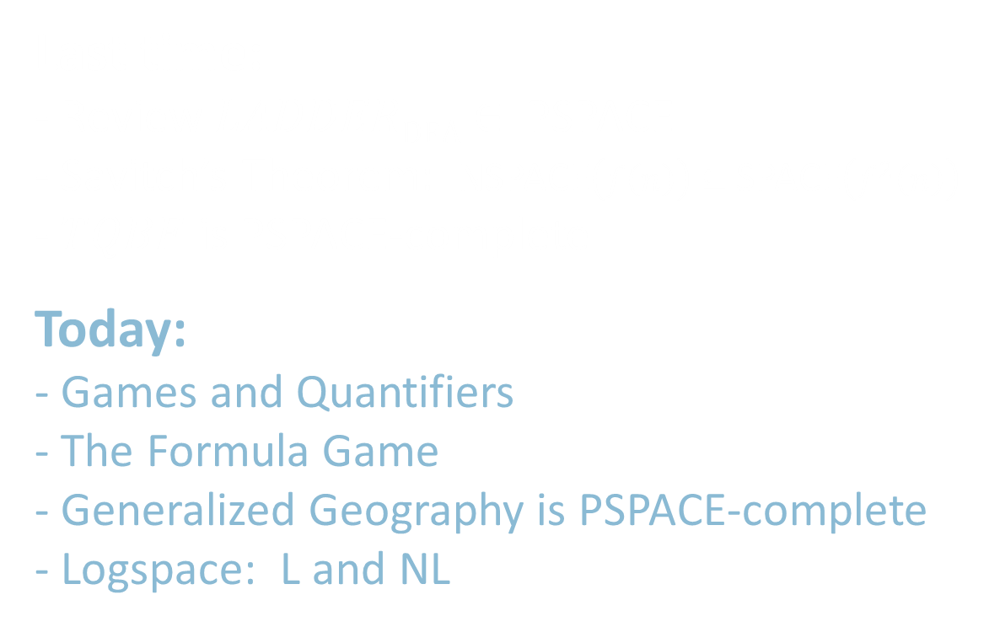 Today:
- Games and Quantifiers
- The Formula Game
- Generalized Geography is PSPACE-complete
- Logspace:  L and NL